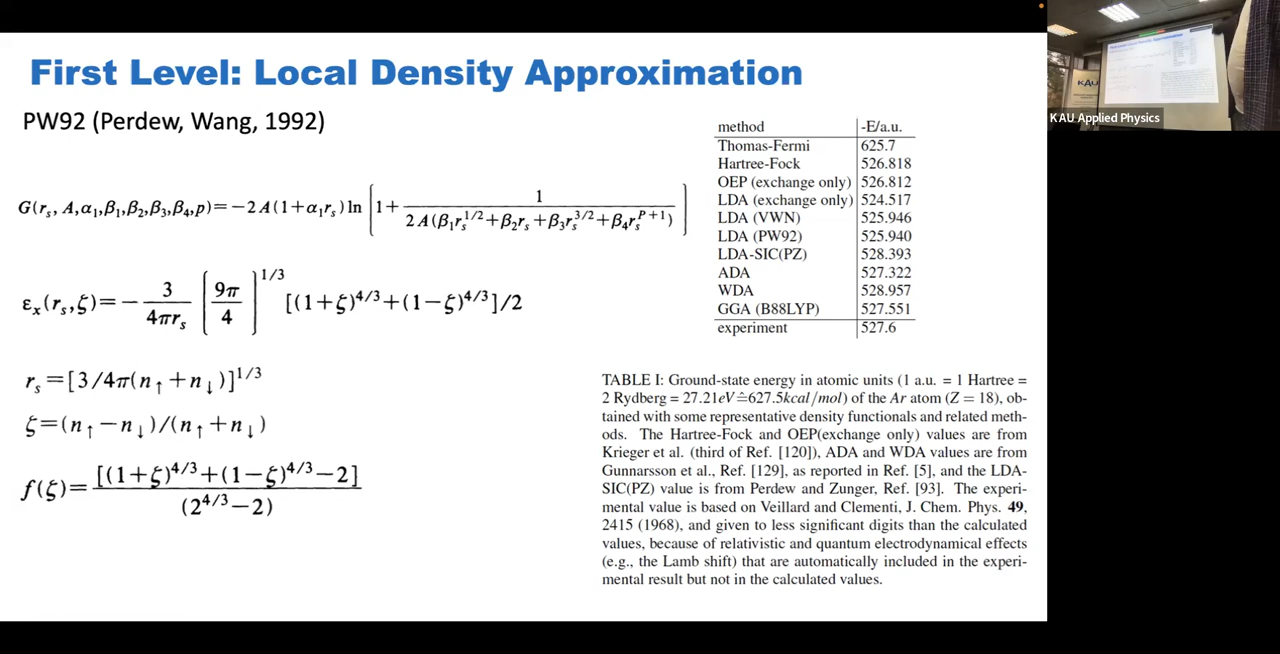 First Level: Local Density Approximation
PW92 (Perdew, Wang, 1992)
G(r_s, A, α₁, β₁, β₂, β₃, β₄, p) = −2A(1+α₁r_s) ln [1 + 1 / 2A(β₁r_s^{1/2} + β₂r_s + β₃r_s^{3/2} + β₄r_s^{P+1})]
ε_x(r_s, ζ) = − 3/4πr_s [9π/4]^{1/3} [(1+ζ)^{4/3} + (1−ζ)^{4/3}]/2
r_s = [3/4π(n↑ + n↓)]^{1/3}
ζ = (n↑ − n↓)/(n↑ + n↓)
f(ζ) = [(1+ζ)^{4/3} + (1−ζ)^{4/3} − 2] / (2^{4/3} − 2)
method -E/a.u.
Thomas-Fermi 625.7
Hartree-Fock 526.818
OEP (exchange only) 526.812
LDA (exchange only) 524.517
LDA (VWN) 525.946
LDA (PW92) 525.940
LDA-SIC(PZ) 528.393
ADA 527.322
WDA 528.957
GGA (B88LYP) 527.551
experiment 527.6
TABLE I: Ground-state energy in atomic units (1 a.u. = 1 Hartree =
2 Rydberg = 27.21eV≙627.5kcal/mol) of the Ar atom (Z = 18), ob-
tained with some representative density functionals and related meth-
ods. The Hartree-Fock and OEP(exchange only) values are from
Krieger et al. (third of Ref. [120]), ADA and WDA values are from
Gunnarsson et al., Ref. [129], as reported in Ref. [5], and the LDA-
SIC(PZ) value is from Perdew and Zunger, Ref. [93]. The experi-
mental value is based on Veillard and Clementi, J. Chem. Phys. 49,
2415 (1968), and given to less significant digits than the calculated
values, because of relativistic and quantum electrodynamical effects
(e.g., the Lamb shift) that are automatically included in the experi-
mental result but not in the calculated values.
KAU
KAU Applied Physics